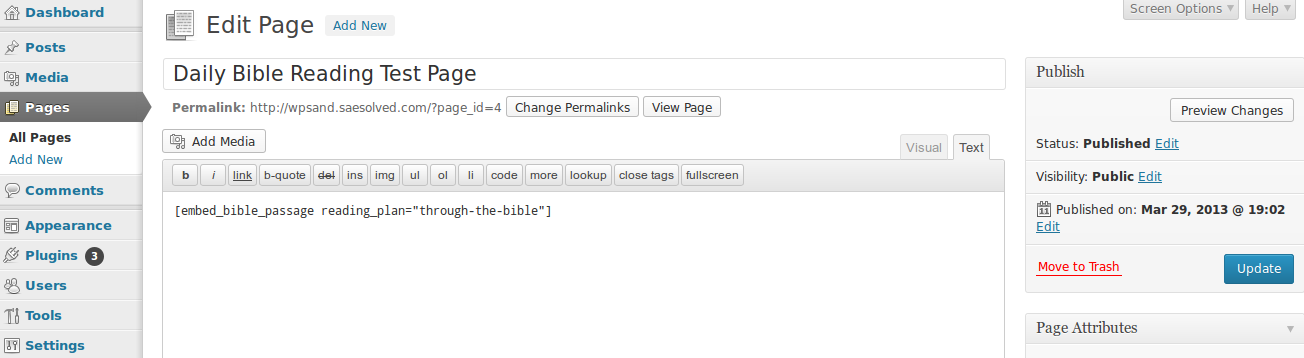 Dashboard
Posts
Media
Pages
All Pages
Add New
Comments
Appearance
Plugins 3
Users
Tools
Settings
Screen Options Help
Edit Page Add New
Daily Bible Reading Test Page
Permalink: http://wpsand.saesolved.com/?page_id=4 Change Permalinks View Page
Add Media
Visual Text
b i link b-quote del ins img ul ol li code more lookup close tags fullscreen
[embed_bible_passage reading_plan="through-the-bible"]
Publish
Preview Changes
Status: Published Edit
Visibility: Public Edit
11 Published on: Mar 29, 2013 @ 19:02
Edit
Move to Trash Update
Page Attributes